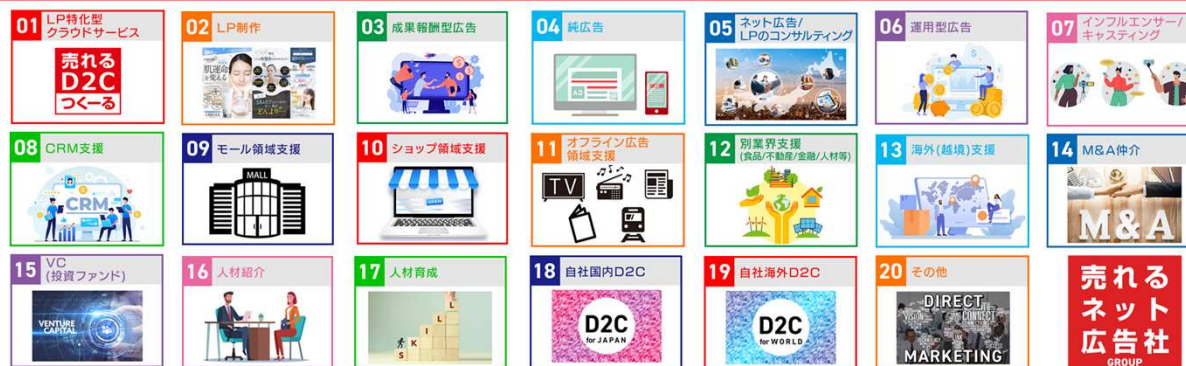 01
LP特化型
クラウドサービス
売れる
D2C
つくーる
02
LP制作
03
成果報酬型広告
04
純広告
AD
05
ネット広告/
LPのコンサルティング
06
運用型広告
07
インフルエンサー/
キャスティング
08
CRM支援
CRM
09
モール領域支援
MALL
10
ショップ領域支援
OPEN
11
オフライン広告
領域支援
TV
12
別業界支援
(食品/不動産/金融/人材等)
13
海外(越境)支援
14
M&A仲介
M&A
15
VC
(投資ファンド)
VENTURE
CAPITAL
16
人材紹介
17
人材育成
S K I L L
18
自社国内D2C
D2C
for JAPAN
19
自社海外D2C
D2C
for WORLD
20
その他
DIRECT
VISION
CONNECT
MARKETING
売れる
ネット
広告社
GROUP